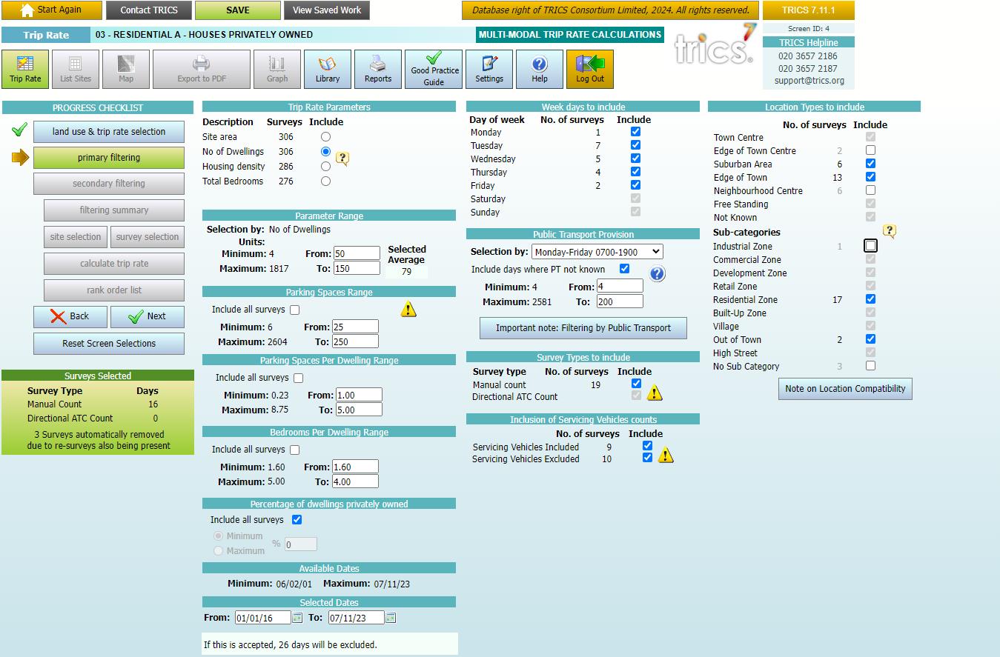 Start Again
Contact TRICS
SAVE
View Saved Work
Database right of TRICS Consortium Limited, 2024. All rights reserved.
TRICS 7.11.1
Trip Rate
03 - RESIDENTIAL A - HOUSES PRIVATELY OWNED
MULTI-MODAL TRIP RATE CALCULATIONS
trics 7 ®
Screen ID: 4
TRICS Helpline
020 3657 2186
020 3657 2187
support@trics.org
Trip Rate
List Sites
Map
Export to PDF
Graph
Library
Reports
Good Practice
Guide
Settings
Help
Log Out
PROGRESS CHECKLIST
land use & trip rate selection
primary filtering
secondary filtering
filtering summary
site selection
survey selection
calculate trip rate
rank order list
Back
Next
Reset Screen Selections
Surveys Selected
Survey Type Days
Manual Count 16
Directional ATC Count 0
3 Surveys automatically removed
due to re-surveys also being present
Trip Rate Parameters
Description Surveys Include
Site area 306
No of Dwellings 306
Housing density 286
Total Bedrooms 276
Parameter Range
Selection by: No of Dwellings
Units:
Minimum: 4 From: 50
Maximum: 1817 To: 150
Selected
Average
79
Parking Spaces Range
Include all surveys
Minimum: 6 From: 25
Maximum: 2604 To: 250
Parking Spaces Per Dwelling Range
Include all surveys
Minimum: 0.23 From: 1.00
Maximum: 8.75 To: 5.00
Bedrooms Per Dwelling Range
Include all surveys
Minimum: 1.60 From: 1.60
Maximum: 5.00 To: 4.00
Percentage of dwellings privately owned
Include all surveys
Minimum
Maximum
% 0
Available Dates
Minimum: 06/02/01 Maximum: 07/11/23
Selected Dates
From: 01/01/16 To: 07/11/23
If this is accepted, 26 days will be excluded.
Week days to include
Day of week No. of surveys Include
Monday 1
Tuesday 7
Wednesday 5
Thursday 4
Friday 2
Saturday
Sunday
Public Transport Provision
Selection by: Monday-Friday 0700-1900
Include days where PT not known
Minimum: 4 From: 4
Maximum: 2581 To: 200
Important note: Filtering by Public Transport
Survey Types to include
Survey type No. of surveys Include
Manual count 19
Directional ATC Count
Inclusion of Servicing Vehicles counts
No. of surveys Include
Servicing Vehicles Included 9
Servicing Vehicles Excluded 10
Location Types to include
No. of surveys Include
Town Centre
Edge of Town Centre 2
Suburban Area 6
Edge of Town 13
Neighbourhood Centre 6
Free Standing
Not Known
Sub-categories
Industrial Zone 1
Commercial Zone
Development Zone
Retail Zone
Residential Zone 17
Built-Up Zone
Village
Out of Town 2
High Street
No Sub Category 3
Note on Location Compatibility